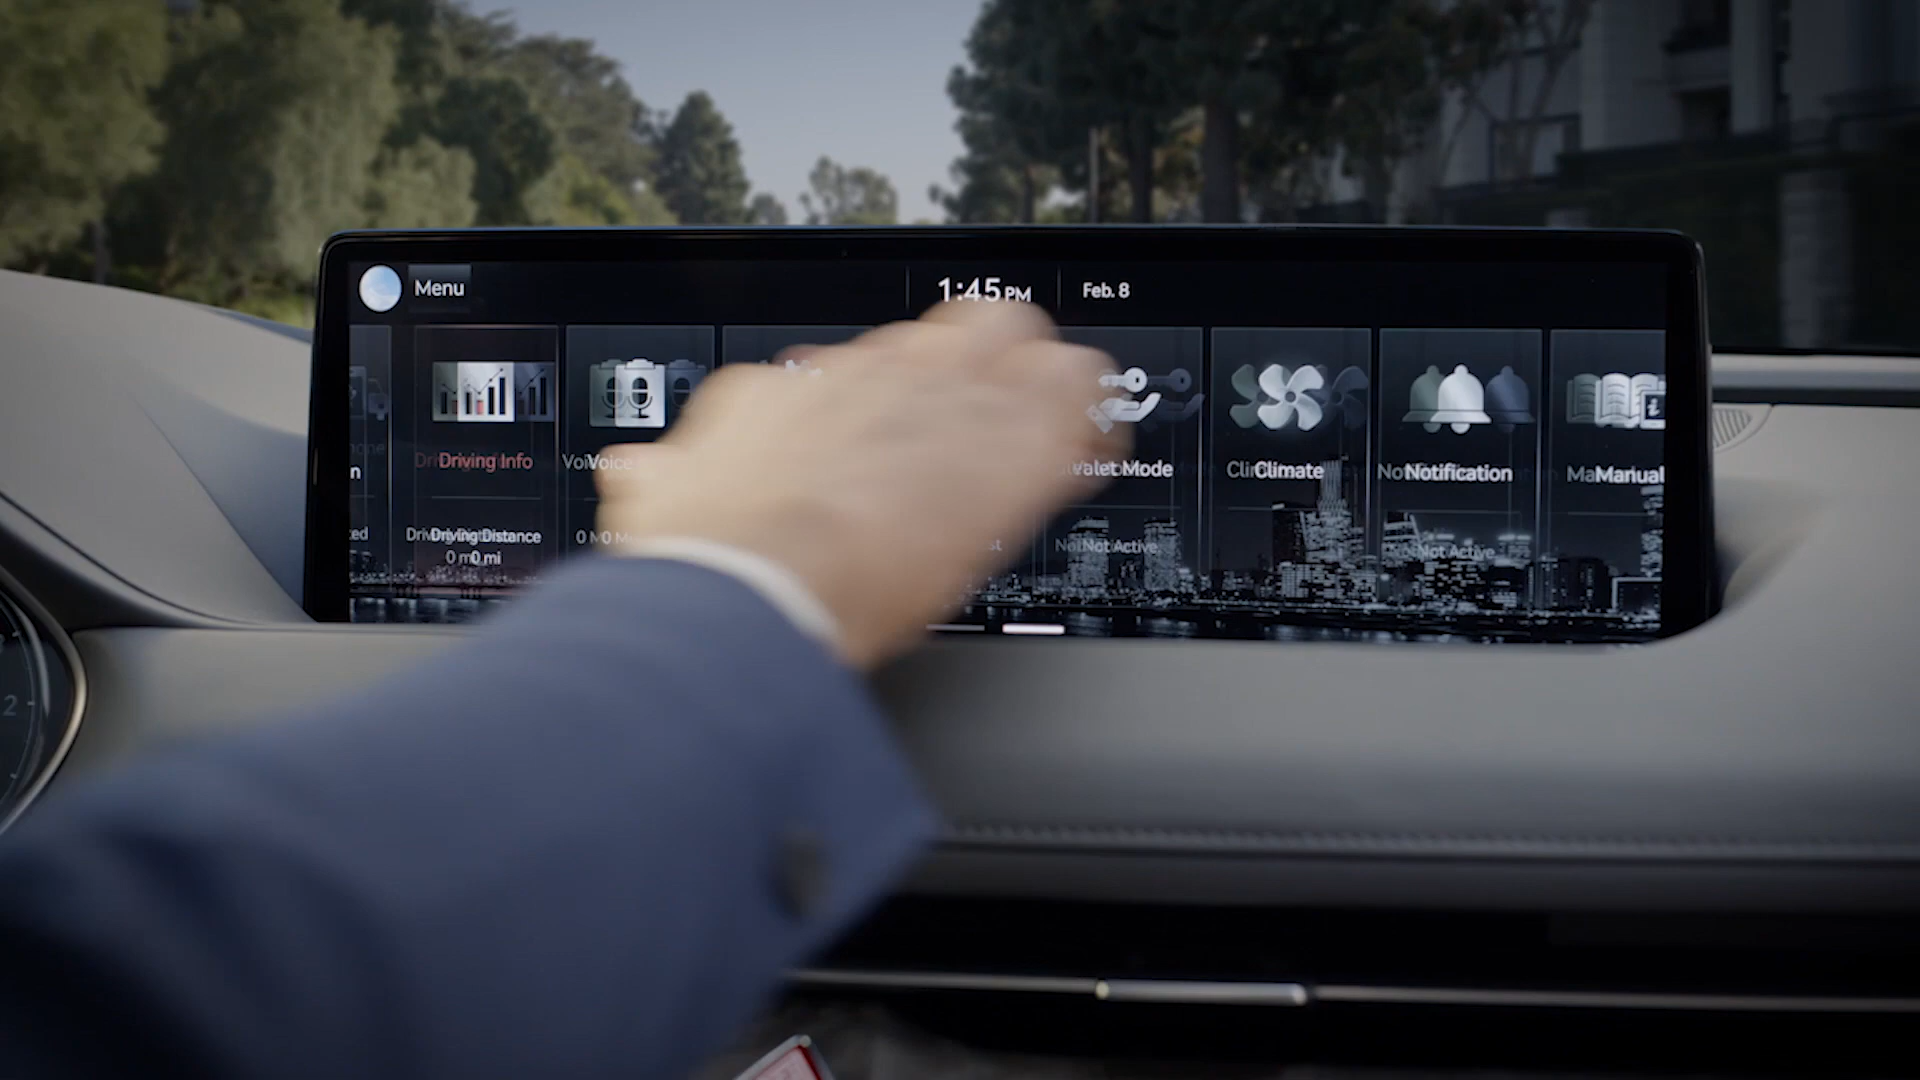 Menu
1:45 PM
Feb. 8
Driving Info
Voice
Valet Mode
Climate
Notification
Manual
Driving Distance
0 mi
Not Active
Not Active
2